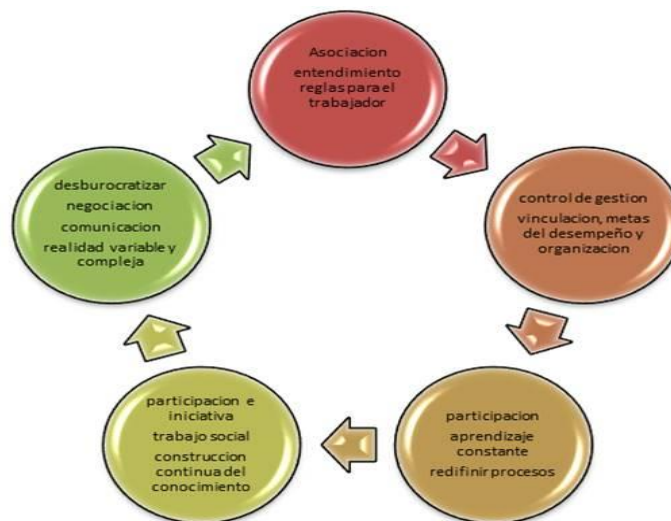 Asociacion
entendimiento
reglas para el
trabajador
control de gestion
vinculacion, metas
del desempeño y
organizacion
participacion
aprendizaje
constante
redifinir procesos
participacion e
iniciativa
trabajo social
construccion
continua del
conocimiento
desburocratizar
negociacion
comunicacion
realidad variable y
compleja